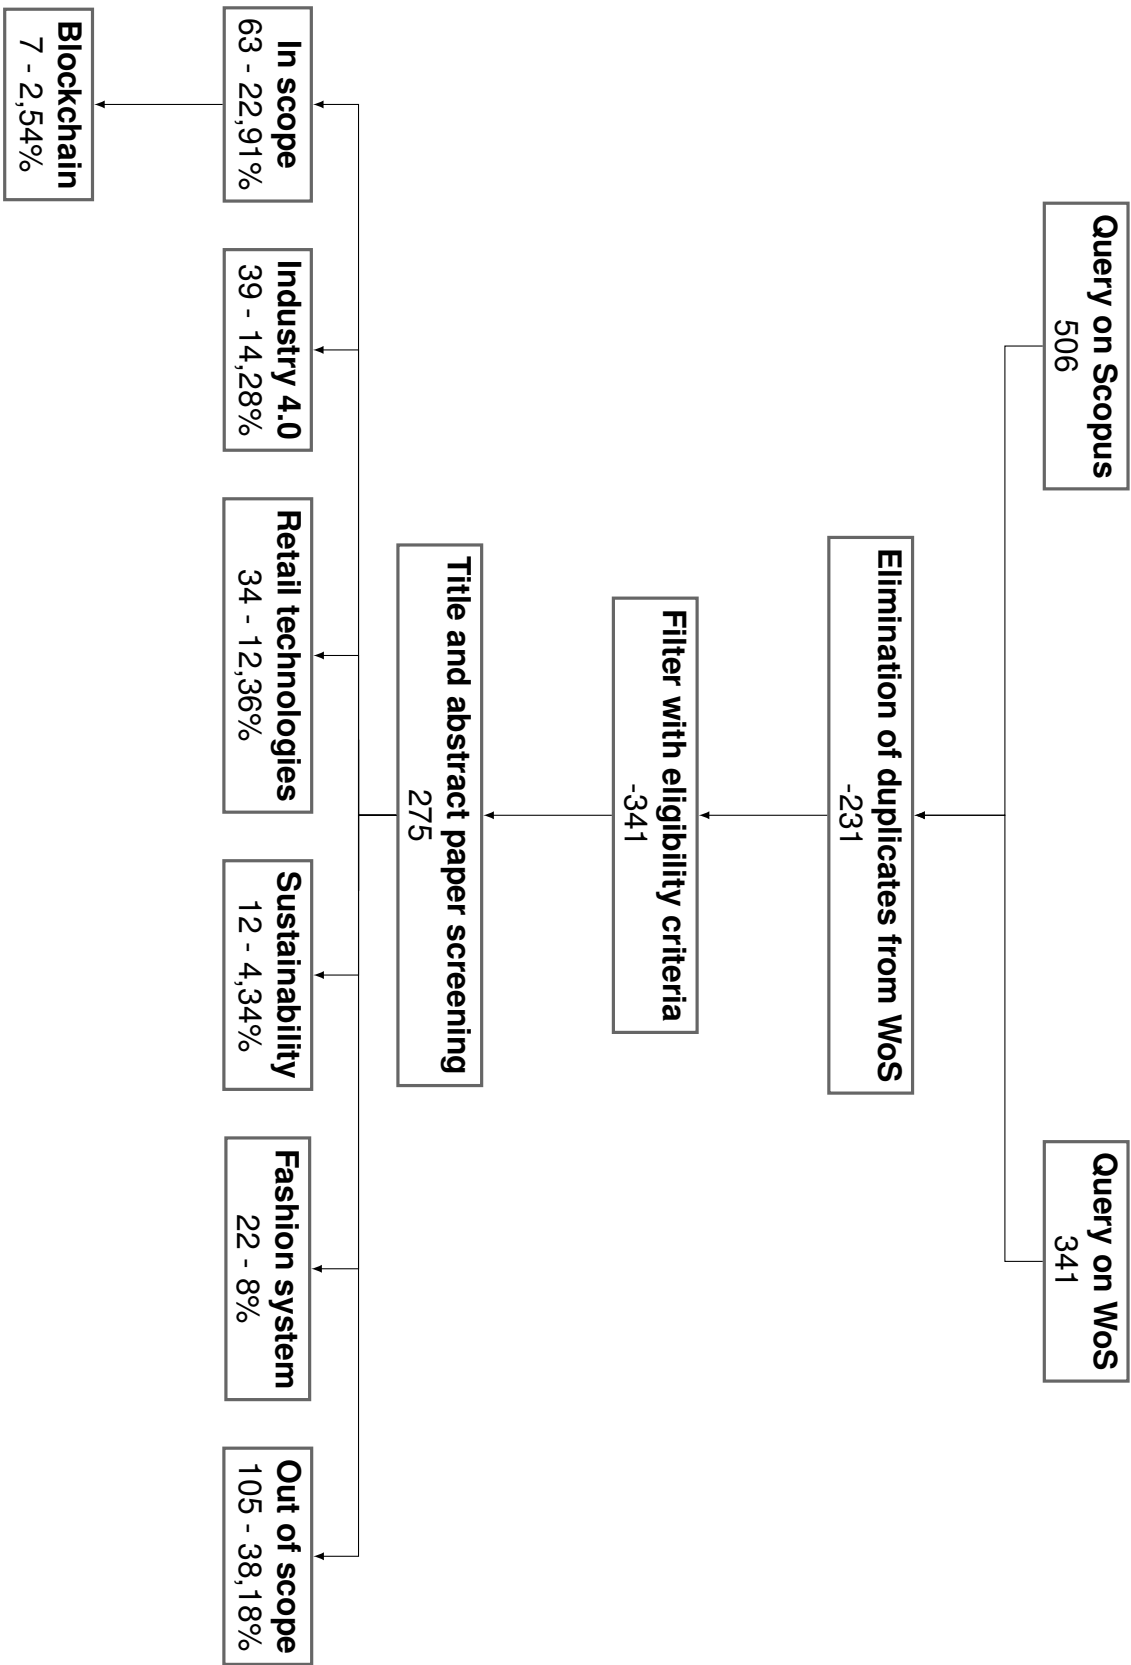 Query on Scopus
506
Query on WoS
341
Elimination of duplicates from WoS
-231
Filter with eligibility criteria
-341
Title and abstract paper screening
275
In scope
63 - 22,91%
Industry 4.0
39 - 14,28%
Retail technologies
34 - 12,36%
Sustainability
12 - 4,34%
Fashion system
22 - 8%
Out of scope
105 - 38,18%
Blockchain
7 - 2,54%